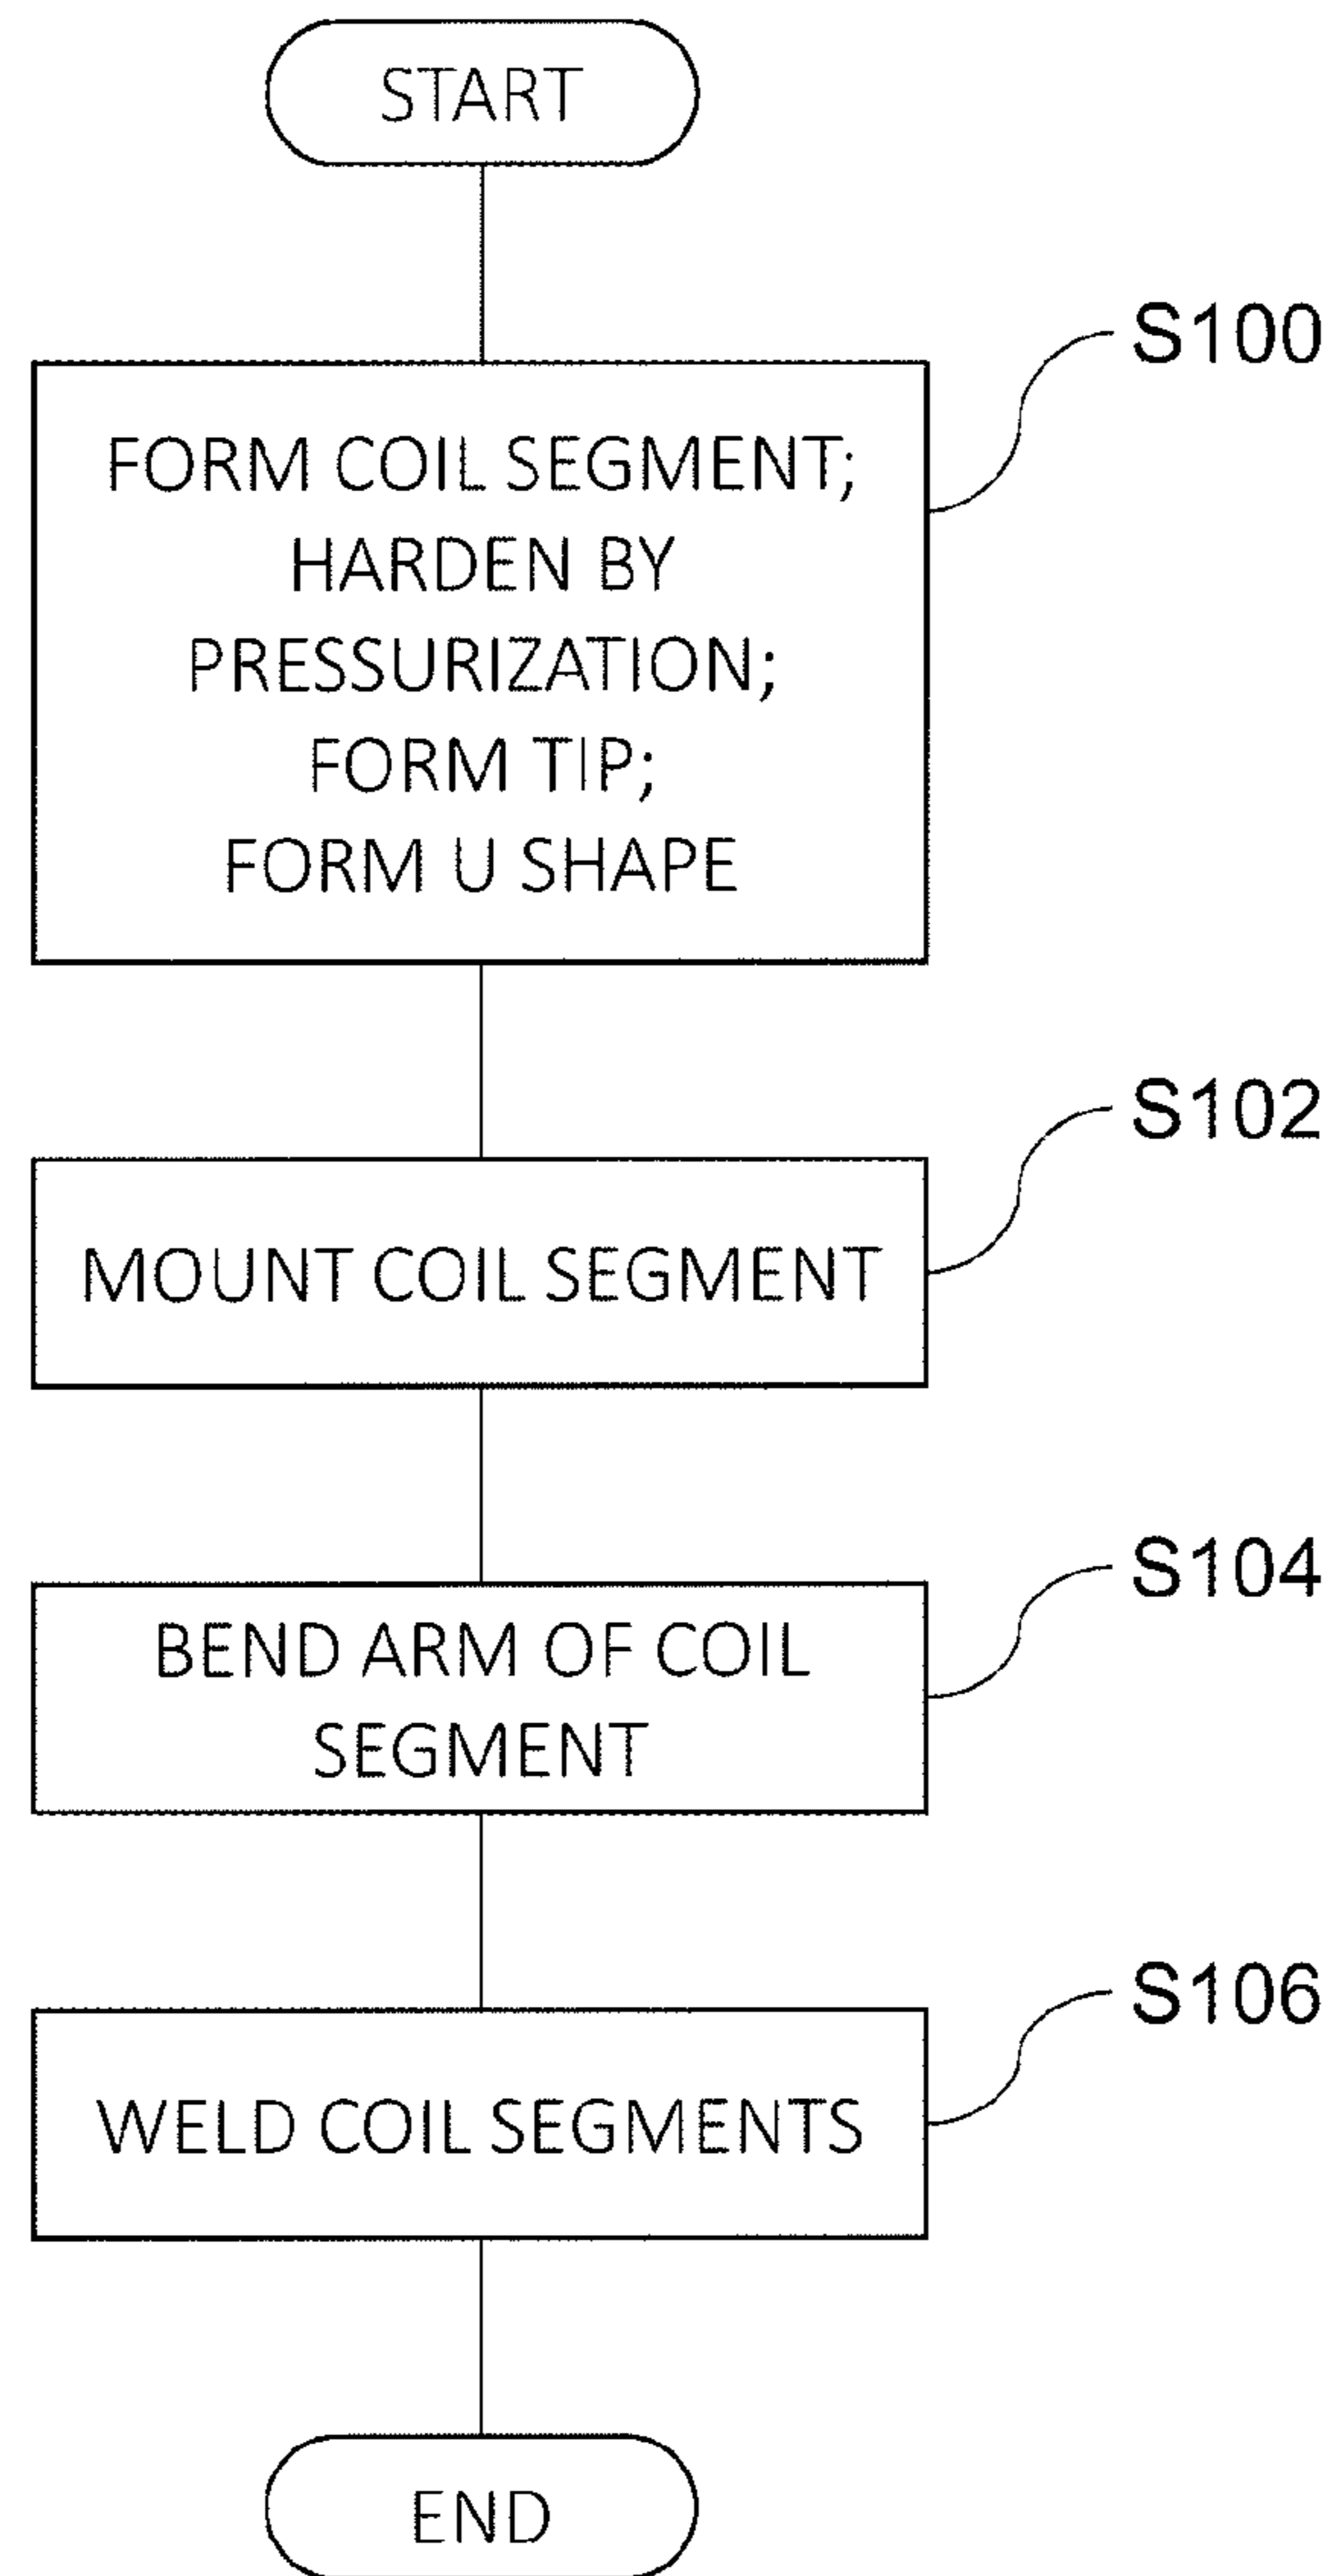 START
S100
FORM COIL SEGMENT;
HARDEN BY
PRESSURIZATION;
FORM TIP;
FORM U SHAPE
S102
MOUNT COIL SEGMENT
S104
BEND ARM OF COIL
SEGMENT
S106
WELD COIL SEGMENTS
END